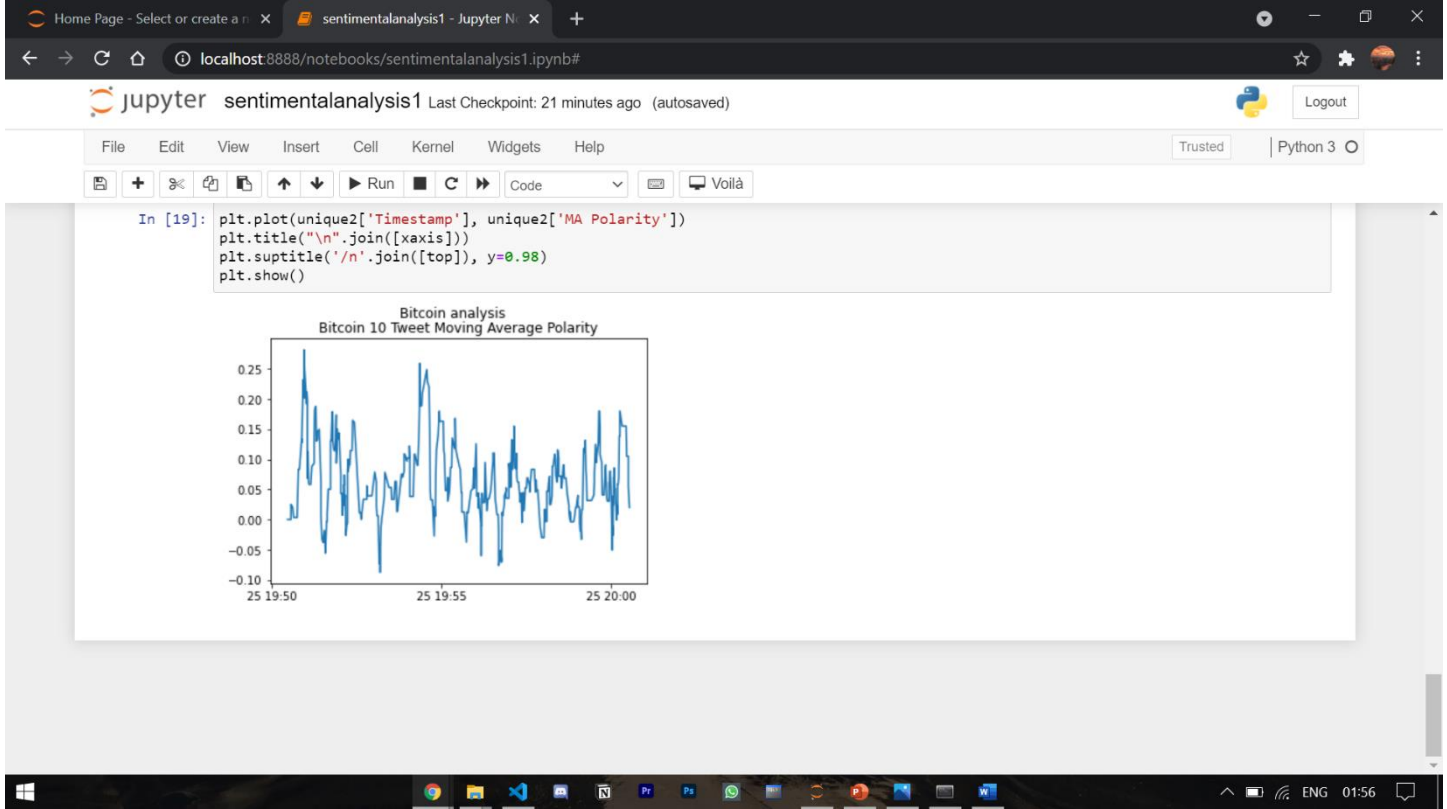 Home Page - Select or create a n
sentimentalanalysis1 - Jupyter No
localhost:8888/notebooks/sentimentalanalysis1.ipynb#
jupyter sentimentalanalysis1 Last Checkpoint: 21 minutes ago (autosaved)
Logout
File Edit View Insert Cell Kernel Widgets Help
Trusted
Python 3
Run
Code
Voilà
In [19]: plt.plot(unique2['Timestamp'], unique2['MA Polarity'])
plt.title("\n".join([xaxis]))
plt.suptitle('/n'.join([top]), y=0.98)
plt.show()
Bitcoin analysis
Bitcoin 10 Tweet Moving Average Polarity
0.25
0.20
0.15
0.10
0.05
0.00
−0.05
−0.10
25 19:50 25 19:55 25 20:00
N Pr Ps P W
ENG 01:56